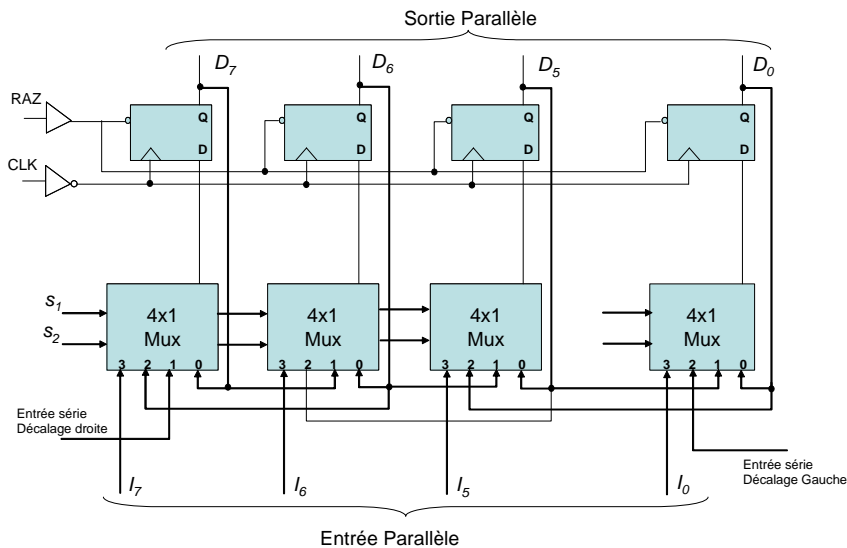 Sortie Parallèle
D7 D6 D5 D0
RAZ
Q Q Q Q
D D D D
CLK
s1
s2
4x1 4x1 4x1 4x1
Mux Mux Mux Mux
3 2 1 0 3 2 1 0 3 2 1 0 3 2 1 0
Entrée série
Décalage droite
Entrée série
Décalage Gauche
I7 I6 I5 I0
Entrée Parallèle